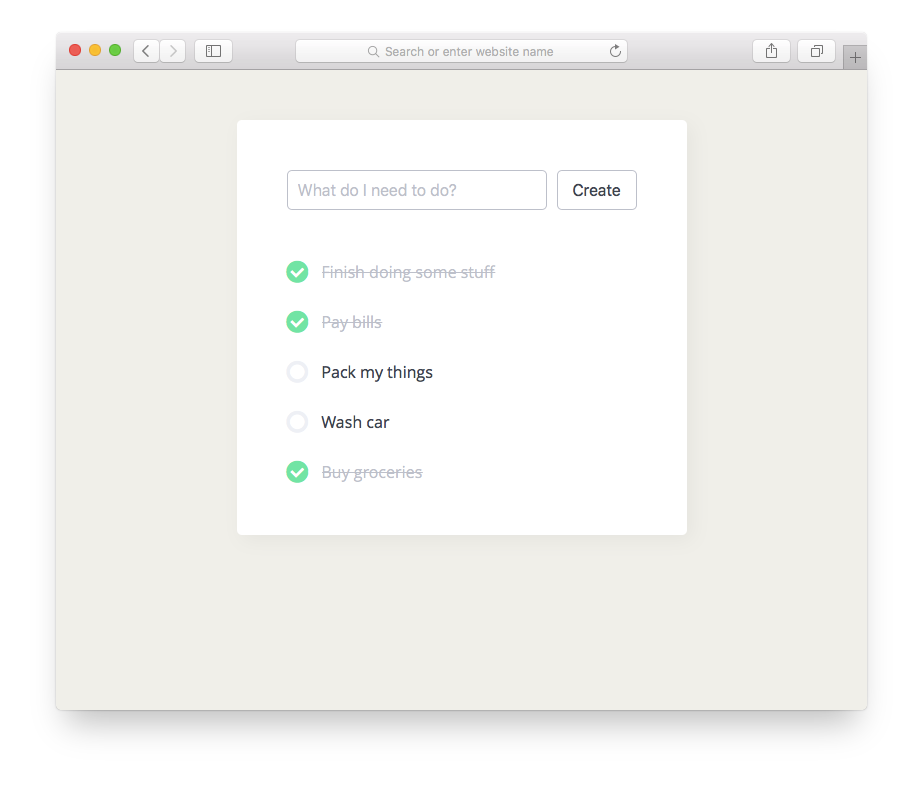 Search or enter website name
What do I need to do?
Create
Finish doing some stuff
Pay bills
Pack my things
Wash car
Buy groceries